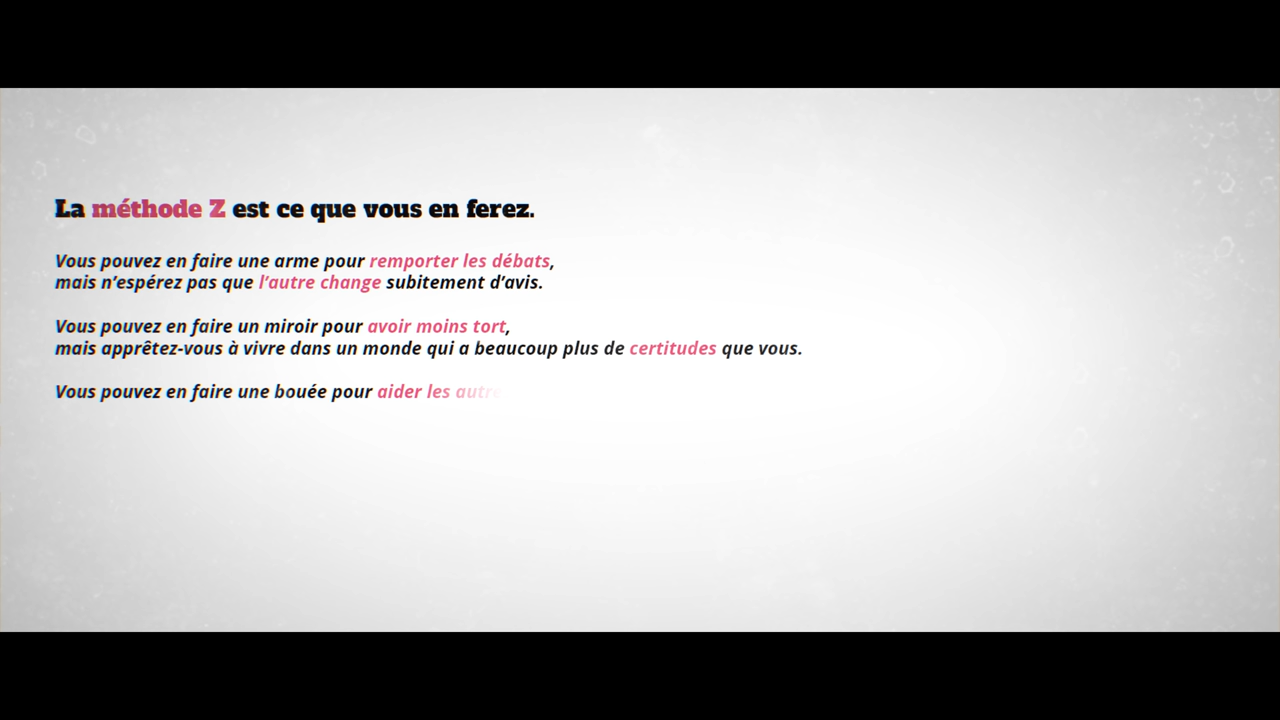 La méthode Z est ce que vous en ferez.
Vous pouvez en faire une arme pour remporter les débats,
mais n’espérez pas que l’autre change subitement d’avis.
Vous pouvez en faire un miroir pour avoir moins tort,
mais apprêtez-vous à vivre dans un monde qui a beaucoup plus de certitudes que vous.
Vous pouvez en faire une bouée pour aider les autre